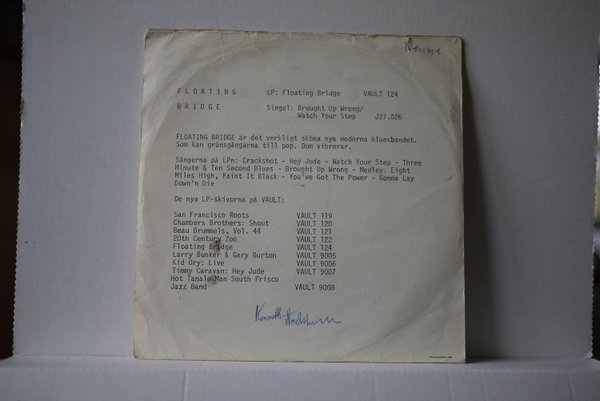 F L O A T I N G LP: Floating Bridge VAULT 124
B R I D G E Singel: Brought Up Wrong/
Watch Your Step J27.026
FLOATING BRIDGE är det verkligt sköna nya moderna bluesbandet.
Som kan gränsgångarna till pop. Dom vibrerar.
Sångerna på LPn: Crackshot - Hey Jude - Watch Your Step - Three
Minute & Ten Second Blues - Brought Up Wrong - Medley: Eight
Miles High, Paint It Black - You've Got The Power - Gonna Lay
Down'n Die
De nya LP-skivorna på VAULT:
San Francisco Roots VAULT 119
Chambers Brothers: Shout VAULT 120
Beau Brummels, Vol. 44 VAULT 121
20th Century Zoo VAULT 122
Floating Bridge VAULT 124
Larry Bunker & Gary Burton VAULT 9005
Kid Ory: Live VAULT 9006
Timmy Caravan: Hey Jude VAULT 9007
Hot Tamale Man South Frisco
Jazz Band VAULT 9008